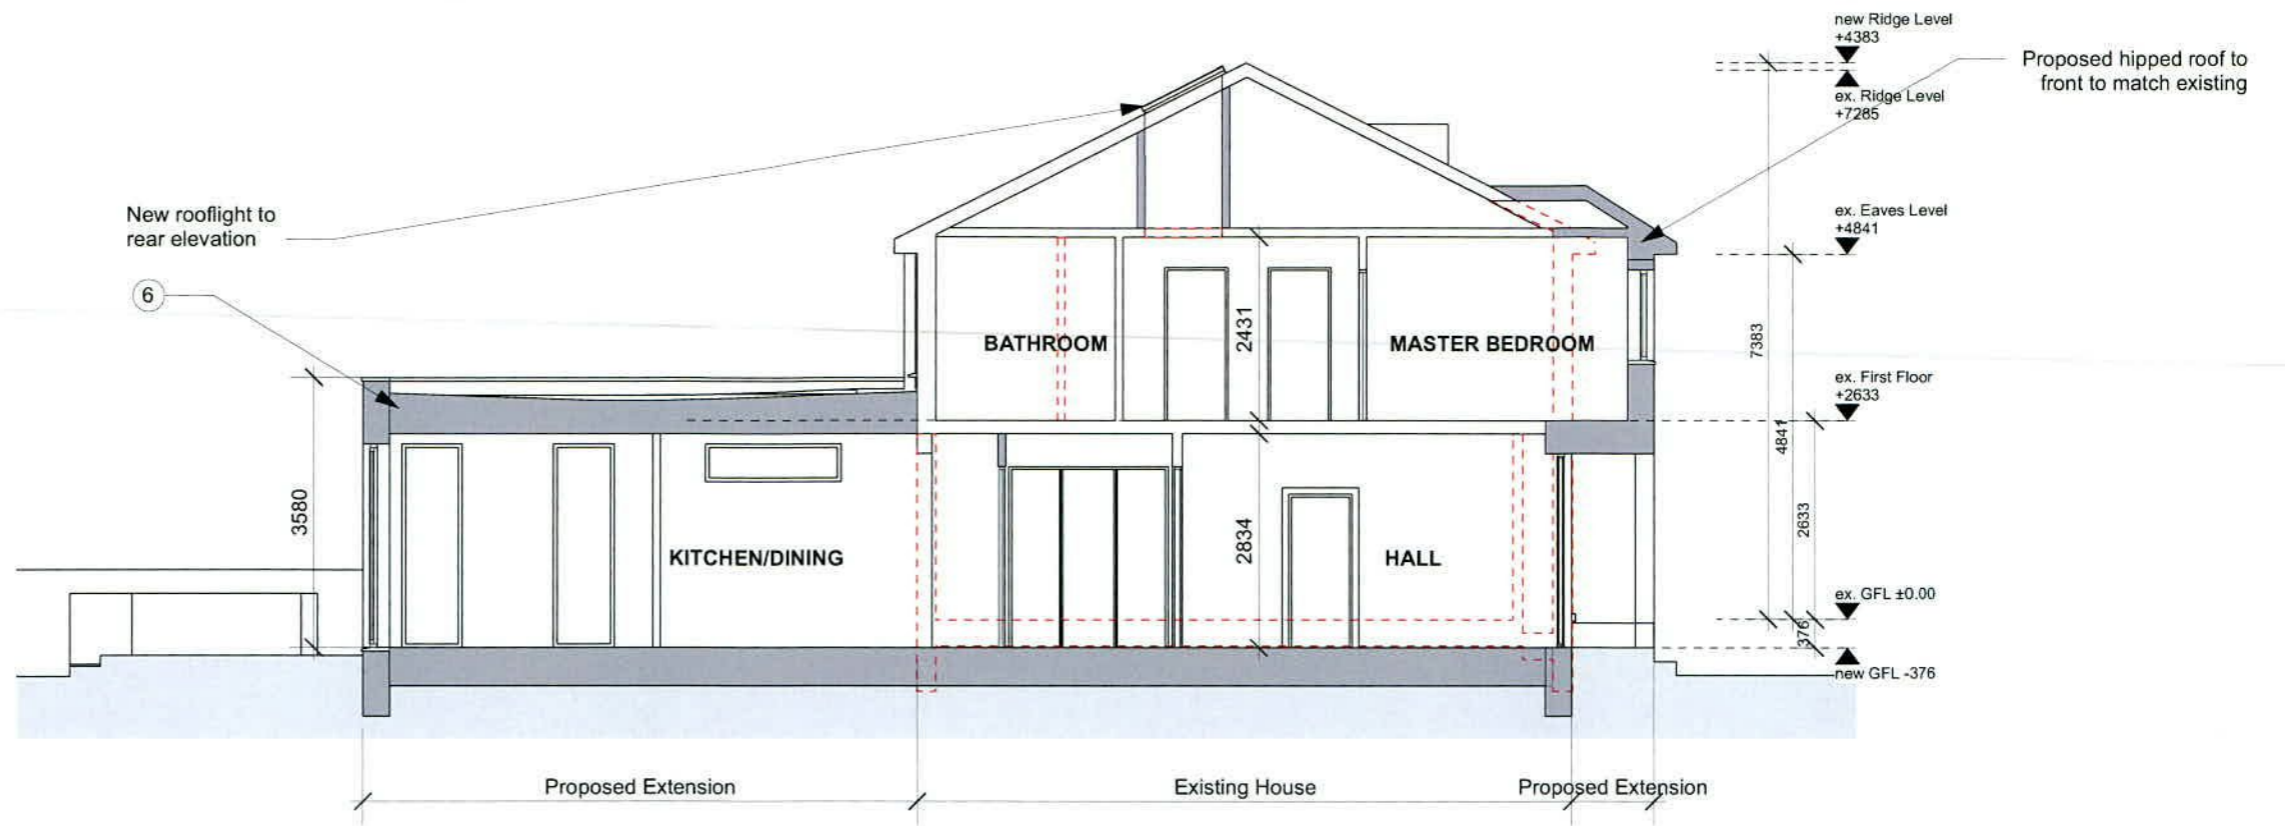 new Ridge Level
+4383
Proposed hipped roof to
front to match existing
ex. Ridge Level
+7285
New rooflight to
rear elevation
ex. Eaves Level
+4841
6
BATHROOM
2431
MASTER BEDROOM
7383
ex. First Floor
+2633
4841
3580
KITCHEN/DINING
2834
HALL
2633
ex. GFL ±0.00
376
new GFL -376
Proposed Extension
Existing House
Proposed Extension